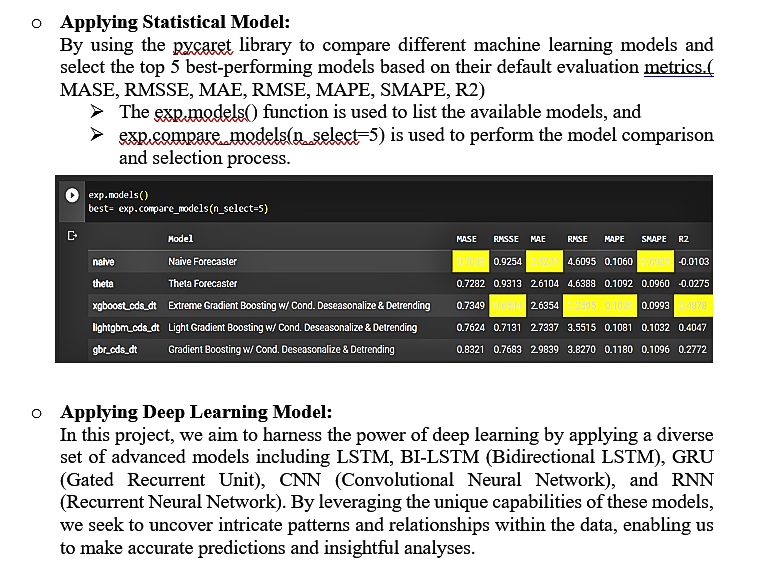 o Applying Statistical Model:
By using the pycaret library to compare different machine learning models and
select the top 5 best-performing models based on their default evaluation metrics.(
MASE, RMSSE, MAE, RMSE, MAPE, SMAPE, R2)
➢ The exp.models() function is used to list the available models, and
➢ exp.compare_models(n_select=5) is used to perform the model comparison
and selection process.
exp.models()
best= exp.compare_models(n_select=5)
Model MASE RMSSE MAE RMSE MAPE SMAPE R2
naive Naive Forecaster 0.9254 4.6095 0.1060 -0.0103
theta Theta Forecaster 0.7282 0.9313 2.6104 4.6388 0.1092 0.0960 -0.0275
xgboost_cds_dt Extreme Gradient Boosting w/ Cond. Deseasonalize & Detrending 0.7349 2.6354 0.0993
lightgbm_cds_dt Light Gradient Boosting w/ Cond. Deseasonalize & Detrending 0.7624 0.7131 2.7337 3.5515 0.1081 0.1032 0.4047
gbr_cds_dt Gradient Boosting w/ Cond. Deseasonalize & Detrending 0.8321 0.7683 2.9839 3.8270 0.1180 0.1096 0.2772
o Applying Deep Learning Model:
In this project, we aim to harness the power of deep learning by applying a diverse
set of advanced models including LSTM, BI-LSTM (Bidirectional LSTM), GRU
(Gated Recurrent Unit), CNN (Convolutional Neural Network), and RNN
(Recurrent Neural Network). By leveraging the unique capabilities of these models,
we seek to uncover intricate patterns and relationships within the data, enabling us
to make accurate predictions and insightful analyses.